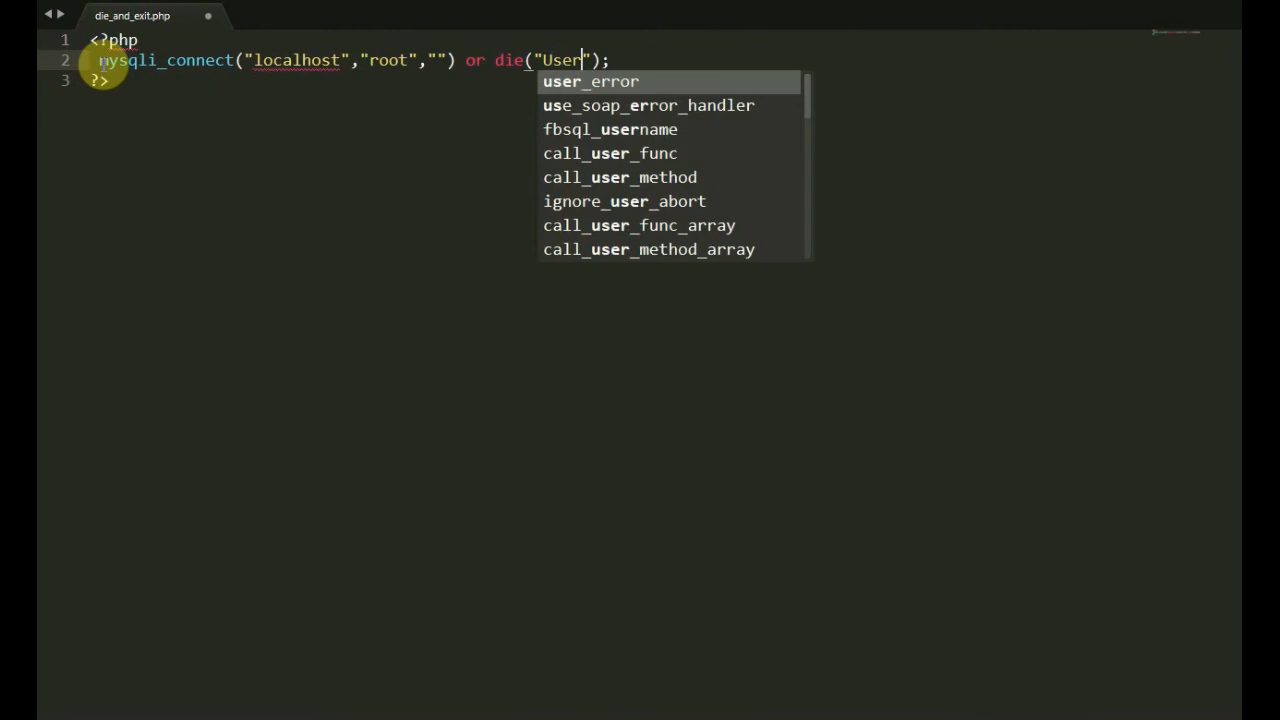 die_and_exit.php
1 <?php
2 mysqli_connect("localhost","root","") or die("User");
3 ?>
user_error
use_soap_error_handler
fbsql_username
call_user_func
call_user_method
ignore_user_abort
call_user_func_array
call_user_method_array